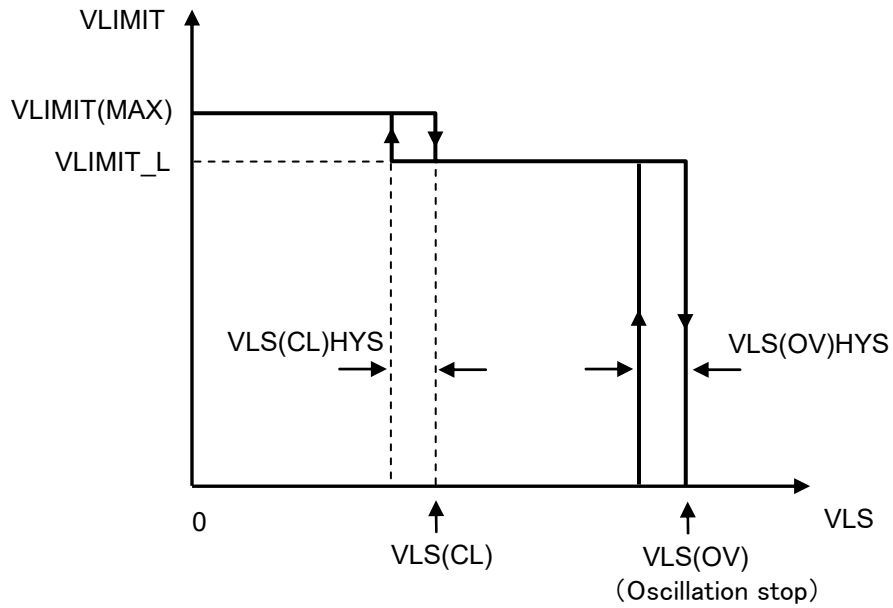 VLIMIT
VLIMIT(MAX)
VLIMIT_L
VLS(CL)HYS
VLS(OV)HYS
0
VLS
VLS(CL)
VLS(OV)
（Oscillation stop）